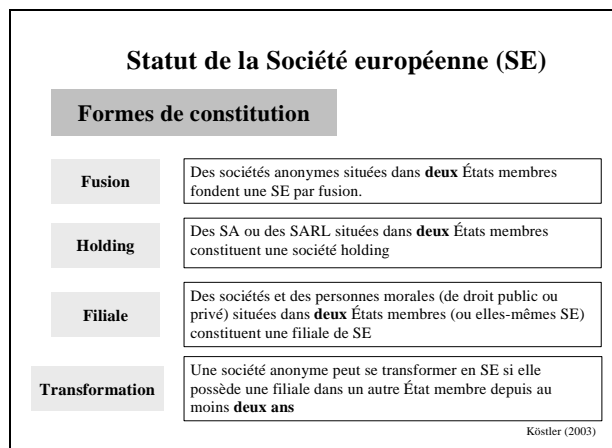 Statut de la Société européenne (SE)
Formes de constitution
Fusion
Des sociétés anonymes situées dans deux États membres
fondent une SE par fusion.
Holding
Des SA ou des SARL situées dans deux États membres
constituent une société holding
Filiale
Des sociétés et des personnes morales (de droit public ou
privé) situées dans deux États membres (ou elles-mêmes SE)
constituent une filiale de SE
Transformation
Une société anonyme peut se transformer en SE si elle
possède une filiale dans un autre État membre depuis au
moins deux ans
Köstler (2003)